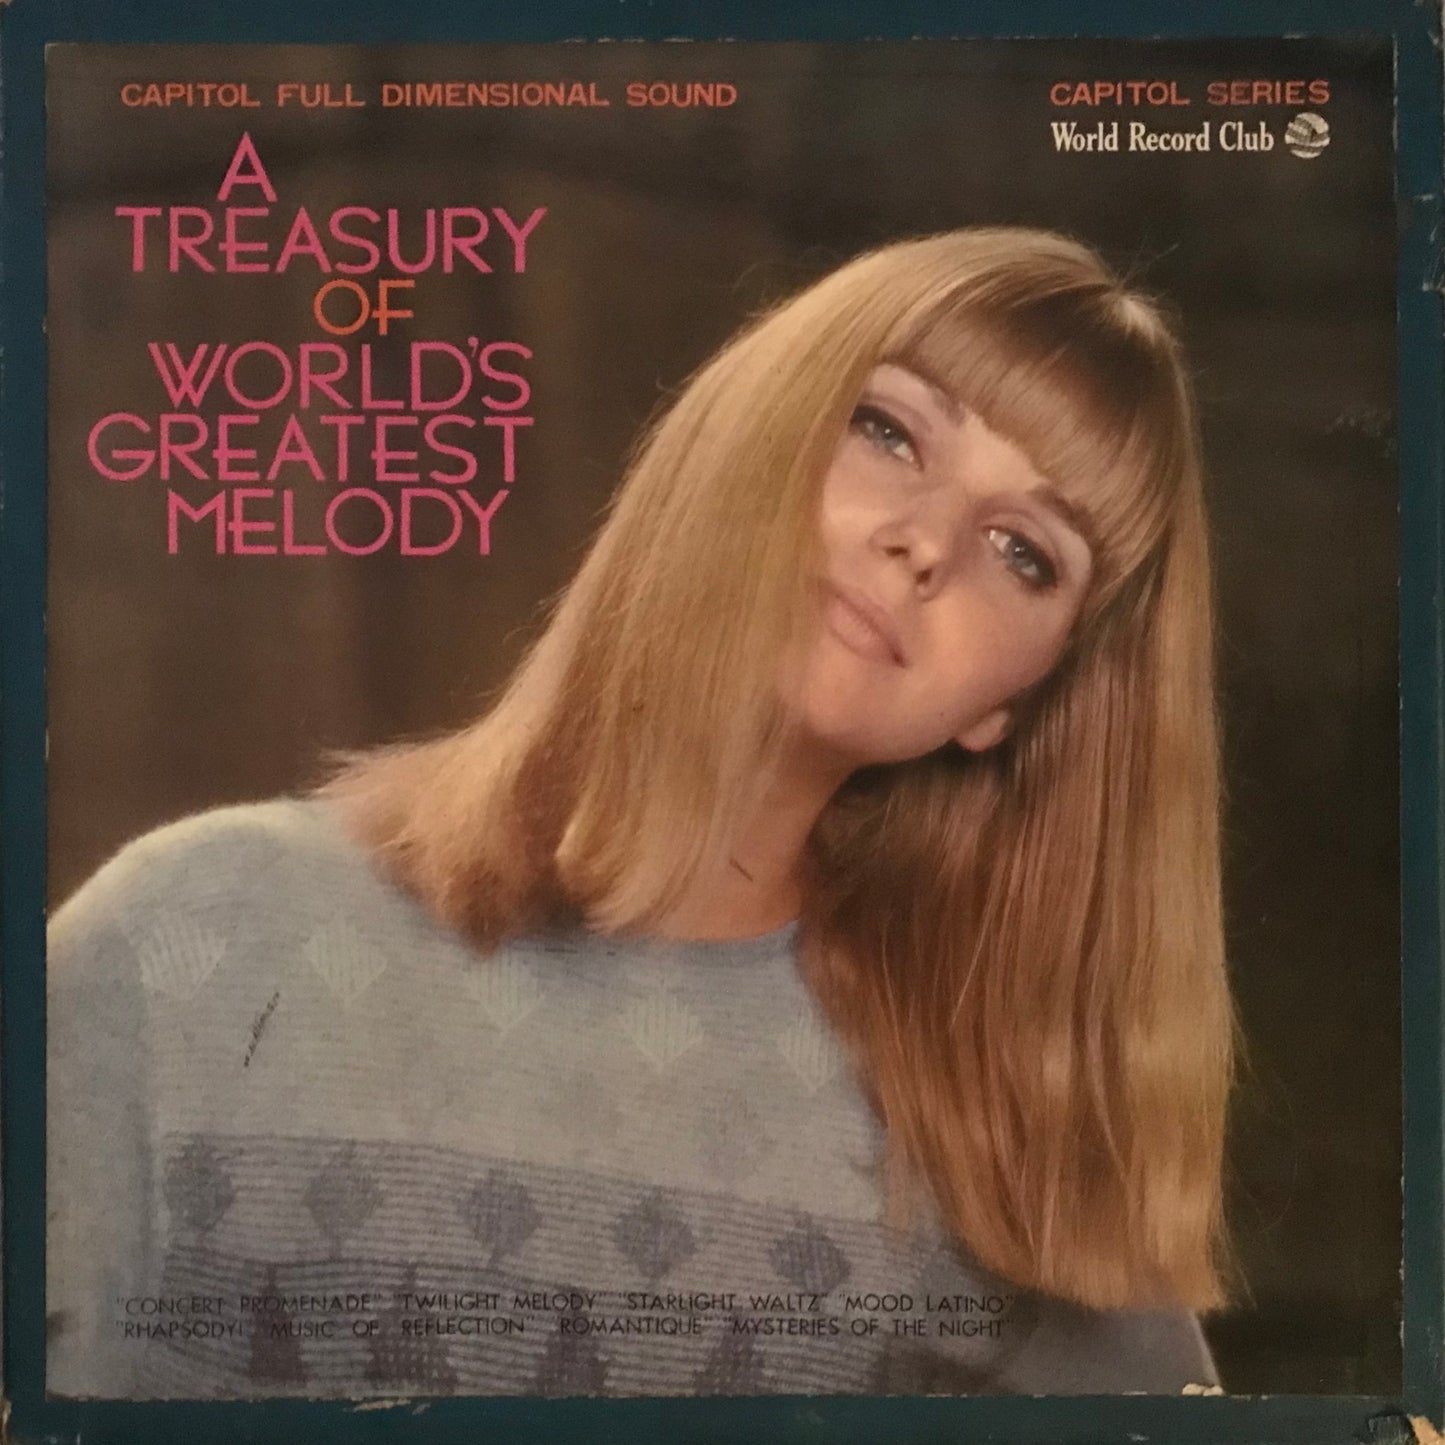 CAPITOL FULL DIMENSIONAL SOUND
CAPITOL SERIES
World Record Club
A
TREASURY
OF
WORLD'S
GREATEST
MELODY
"CONCERT PROMENADE" "TWILIGHT MELODY" "STARLIGHT WALTZ" "MOOD LATINO"
"RHAPSODY!" "MUSIC OF REFLECTION" "ROMANTIQUE" "MYSTERIES OF THE NIGHT"